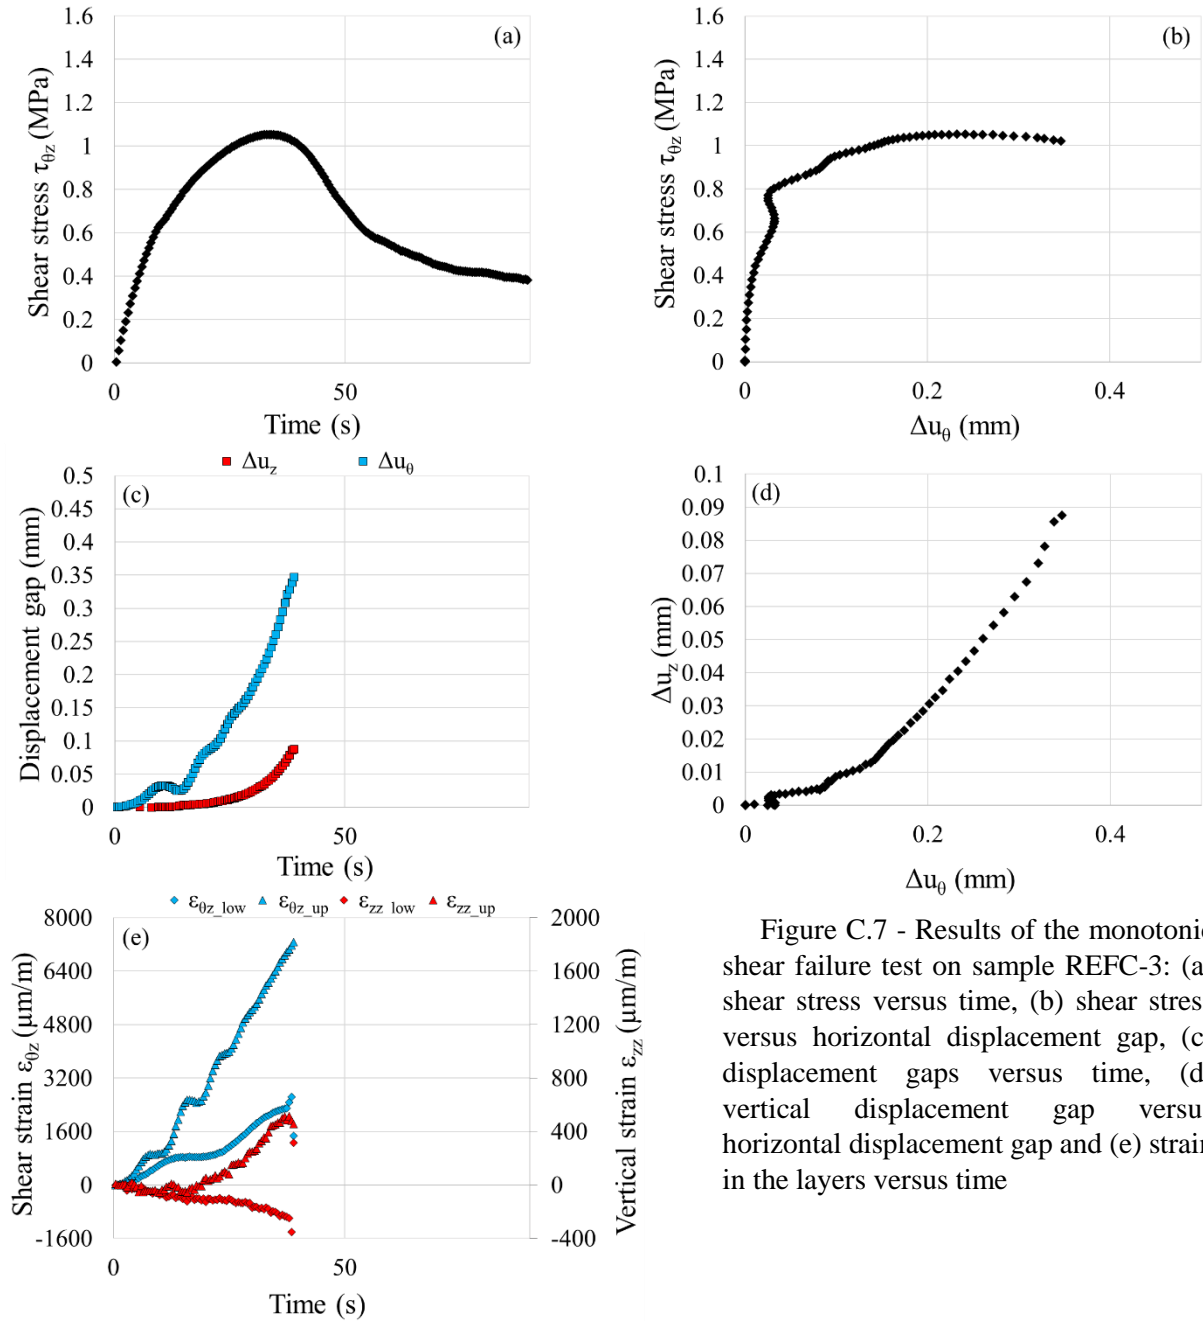 (a)
Shear stress τθz (MPa)
1.6
1.4
1.2
1
0.8
0.6
0.4
0.2
0
0
50
Time (s)
(b)
Shear stress τθz (MPa)
1.6
1.4
1.2
1
0.8
0.6
0.4
0.2
0
0
0.2
0.4
Δuθ (mm)
Δuz
Δuθ
(c)
Displacement gap (mm)
0.5
0.45
0.4
0.35
0.3
0.25
0.2
0.15
0.1
0.05
0
0
50
Time (s)
(d)
Δuz (mm)
0.1
0.09
0.08
0.07
0.06
0.05
0.04
0.03
0.02
0.01
0
0
0.2
0.4
Δuθ (mm)
εθz_low
εθz_up
εzz_low
εzz_up
(e)
Shear strain εθz (μm/m)
8000
6400
4800
3200
1600
0
-1600
Vertical strain εzz (μm/m)
2000
1600
1200
800
400
0
-400
0
50
Time (s)
Figure C.7 - Results of the monotonic
shear failure test on sample REFC-3: (a
shear stress versus time, (b) shear stres
versus horizontal displacement gap, (c
displacement gaps versus time, (d
vertical displacement gap versu
horizontal displacement gap and (e) strain
in the layers versus time